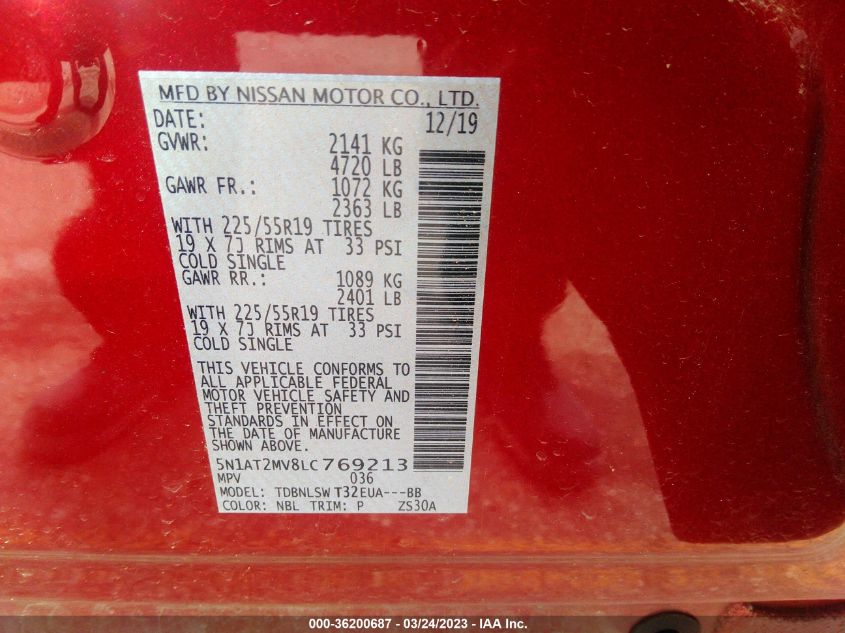 MFD BY NISSAN MOTOR CO., LTD.
DATE: 12/19
GVWR: 2141 KG
4720 LB
GAWR FR.: 1072 KG
2363 LB
WITH 225/55R19 TIRES
19 X 7J RIMS AT 33 PSI
COLD SINGLE
GAWR RR.: 1089 KG
2401 LB
WITH 225/55R19 TIRES
19 X 7J RIMS AT 33 PSI
COLD SINGLE
THIS VEHICLE CONFORMS TO
ALL APPLICABLE FEDERAL
MOTOR VEHICLE SAFETY AND
THEFT PREVENTION
STANDARDS IN EFFECT ON
THE DATE OF MANUFACTURE
SHOWN ABOVE.
5N1AT2MV8LC769213
MPV 036
MODEL: TDBNLSW T32EUA---BB
COLOR: NBL TRIM: P ZS30A
000-36200687 - 03/24/2023 - IAA Inc.